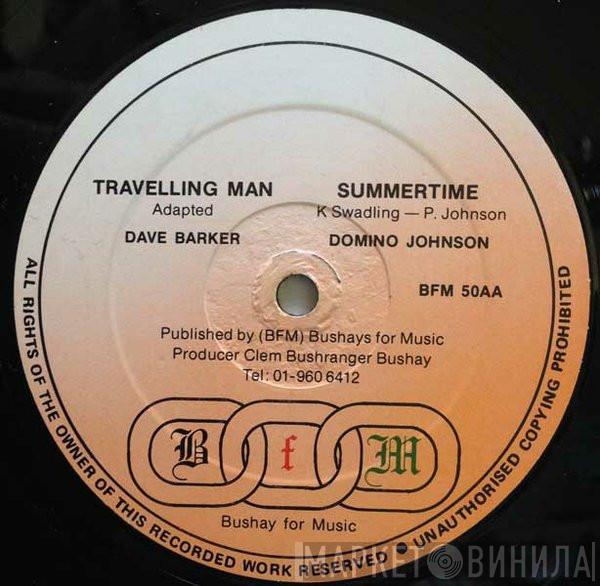 TRAVELLING MAN
Adapted
DAVE BARKER
SUMMERTIME
K Swadling — P. Johnson
DOMINO JOHNSON
BFM 50AA
Published by (BFM) Bushays for Music
Producer Clem Bushranger Bushay
Tel: 01-960 6412
B f M
Bushay for Music
ALL RIGHTS OF THE OWNER OF THIS RECORDED WORK RESERVED © UNAUTHORISED COPYING PROHIBITED
МАРКЕТ ВИНИЛА